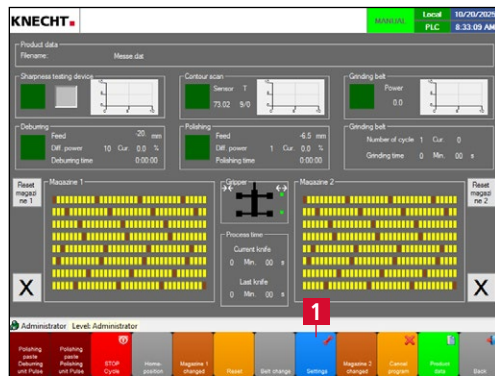 KNECHT
MANUAL
Local 10/20/2025
PLC 8:33:09 AM
Product data
Filename: Messe.dat
Sharpness testing device
Contour scan
Sensor T
73.82 9/0
Grinding belt
Power
0.0
Deburring
Feed -20. mm
Diff. power 10 Cur. 0.0 %
Deburring time 0:00:00
Polishing
Feed -6.5 mm
Diff. power 1 Cur. 0.0 %
Polishing time 0:00:00
Grinding belt
Number of cycle 1 Cur. 0
Grinding time 0 Min. 00 s
Reset magazi ne 1
Magazine 1
Gripper
Magazine 2
Reset magazi ne 2
Process time
Current knife
0 Min. 00 s
Last knife
0 Min. 00 s
X
X
1
Administrator Level: Administrator
Polishing paste Deburring unit Pulse
Polishing paste Polishing unit Pulse
STOP Cycle
Home-position
Magazine 1 changed
Reset
Belt change
Settings
Magazine 2 changed
Cancel program
Product data
Back